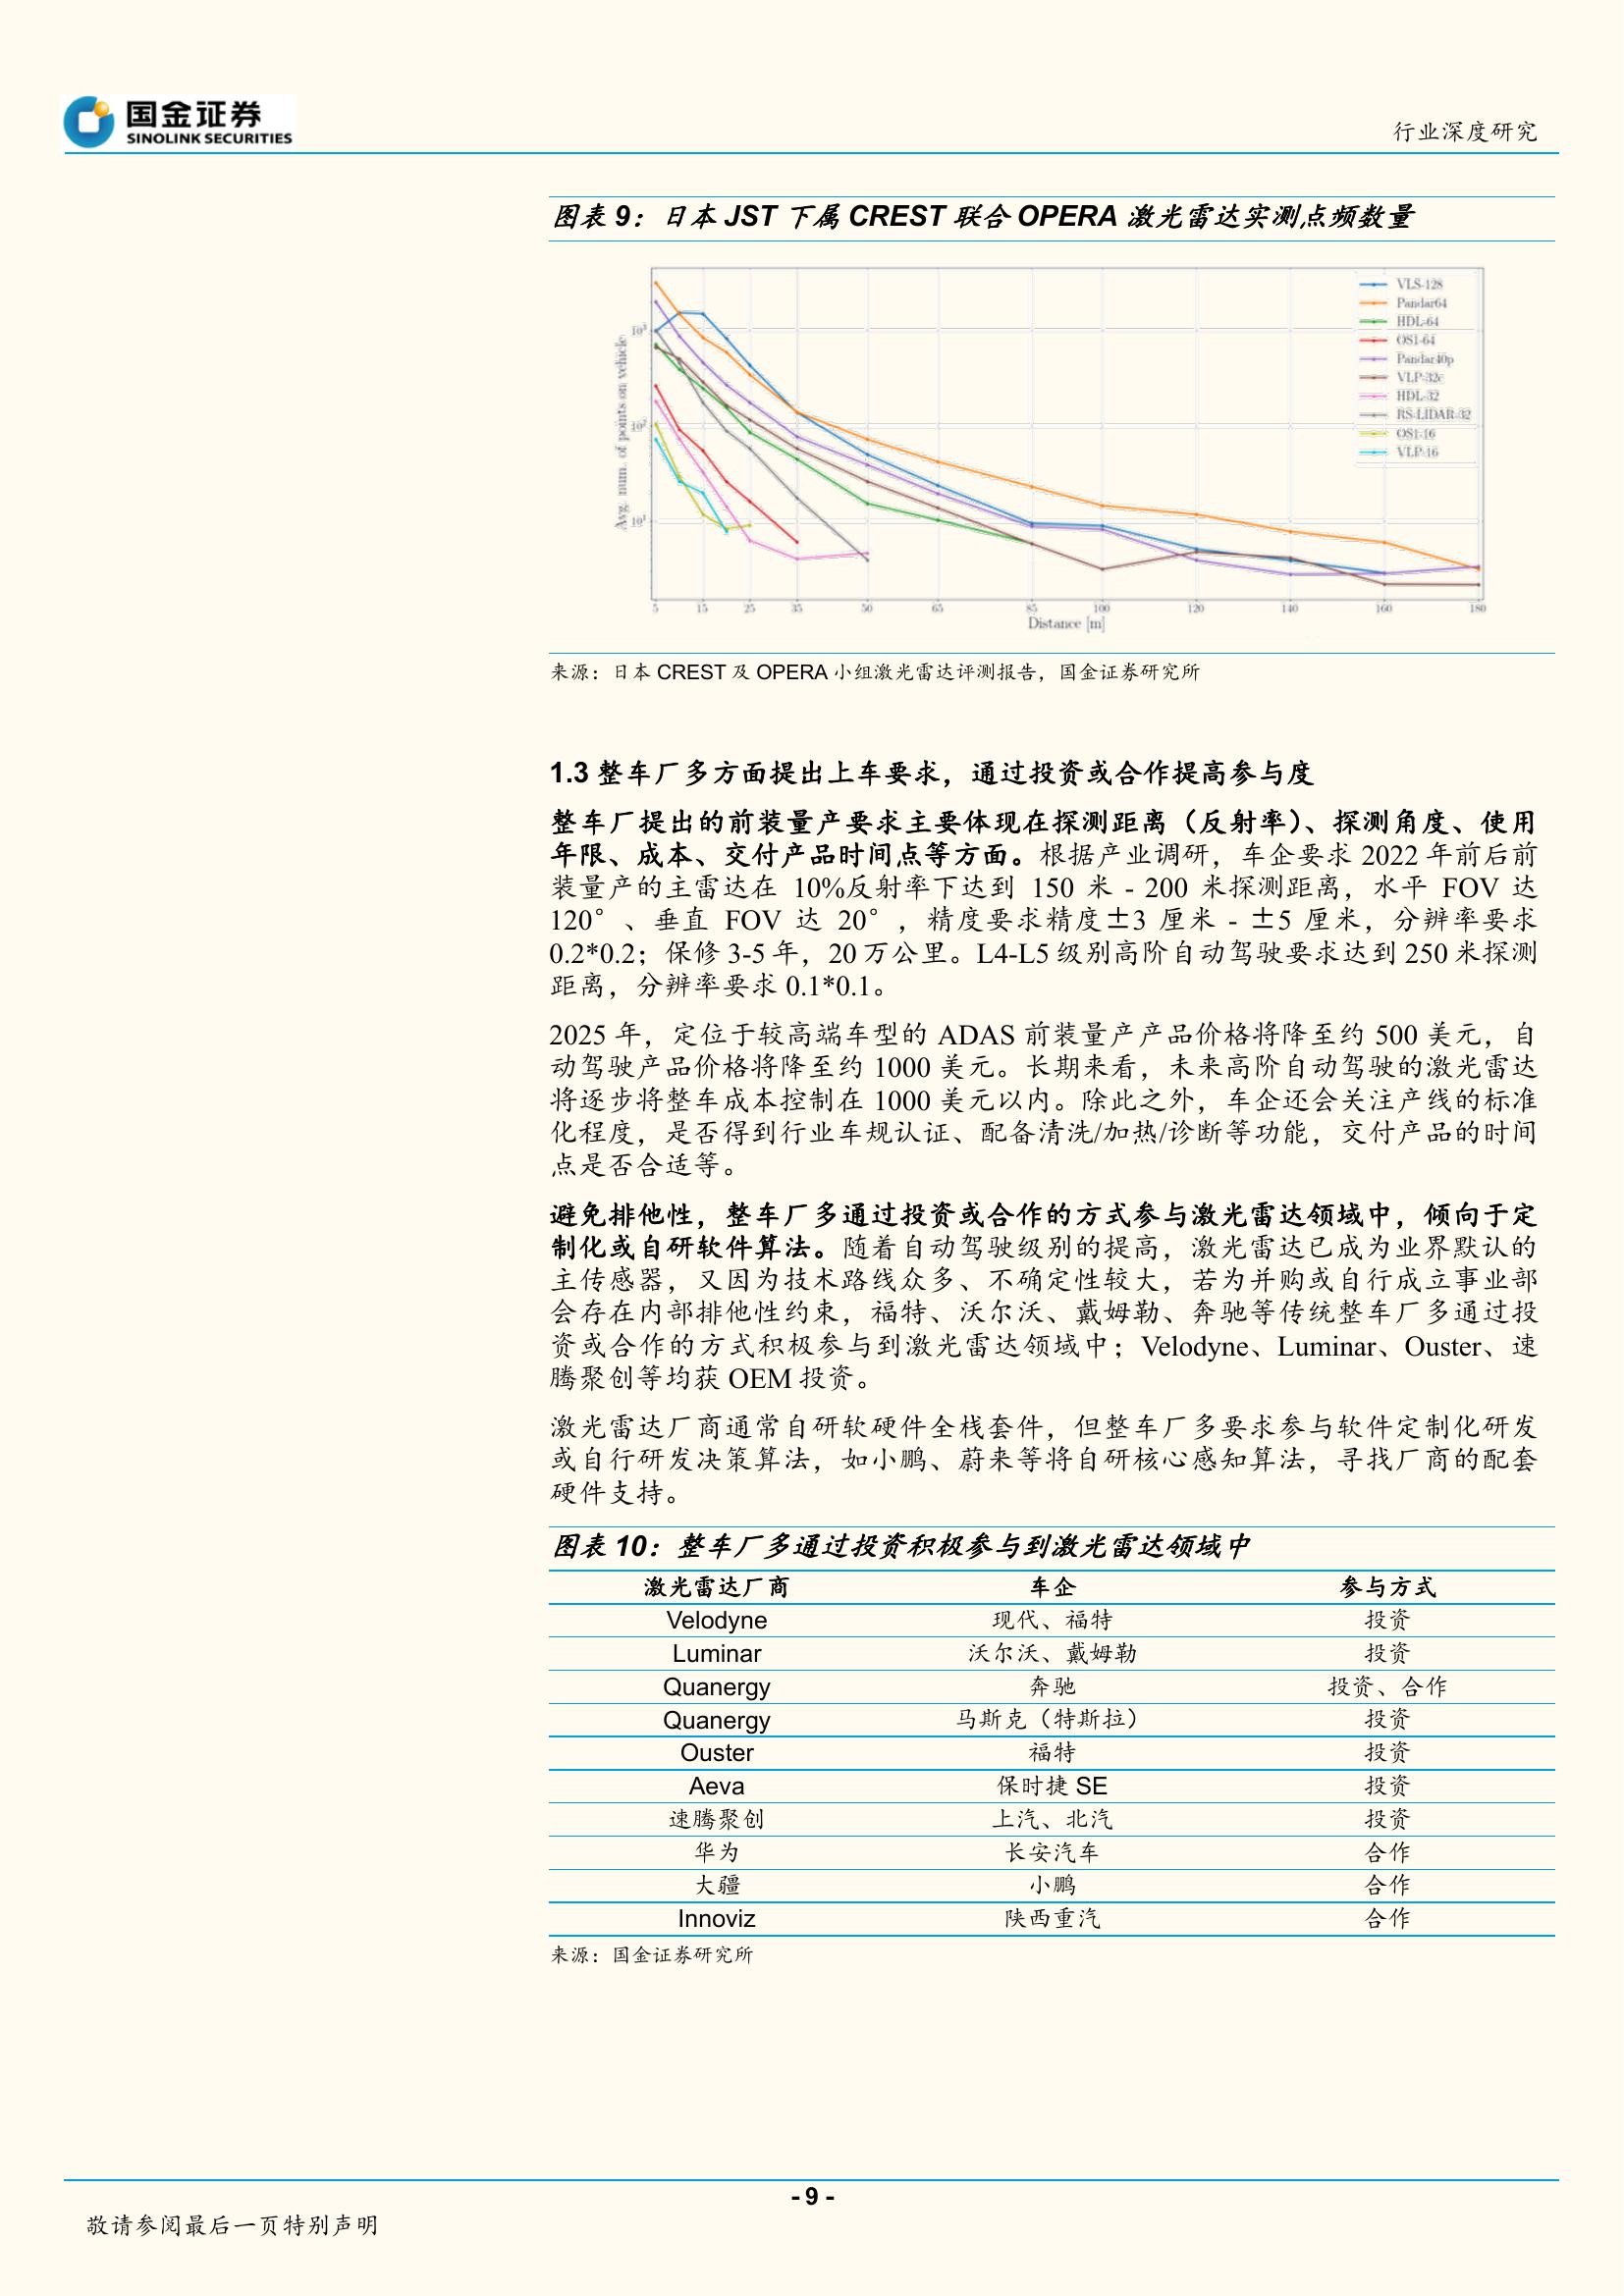 国金证券
SINOLINK SECURITIES
行业深度研究
图表 9：日本 JST 下属 CREST 联合 OPERA 激光雷达实测点频数量
VLS-128
Pandar64
HDL-64
OS1-64
Pandar40p
VLP-32c
HDL-32
RS-LIDAR-32
OS1-16
VLP-16
Avg. num. of points on vehicle
10³
10²
10¹
5 15 25 35 50 65 85 100 120 140 160 180
Distance [m]
来源：日本 CREST 及 OPERA 小组激光雷达评测报告，国金证券研究所
1.3 整车厂多方面提出上车要求，通过投资或合作提高参与度
整车厂提出的前装量产要求主要体现在探测距离（反射率）、探测角度、使用
年限、成本、交付产品时间点等方面。根据产业调研，车企要求 2022 年前后前
装量产的主雷达在 10%反射率下达到 150 米 - 200 米探测距离，水平 FOV 达
120° 、垂直 FOV 达 20° ，精度要求精度±3 厘米 - ±5 厘米，分辨率要求
0.2*0.2；保修 3-5 年，20 万公里。L4-L5 级别高阶自动驾驶要求达到 250 米探测
距离，分辨率要求 0.1*0.1。
2025 年，定位于较高端车型的 ADAS 前装量产产品价格将降至约 500 美元，自
动驾驶产品价格将降至约 1000 美元。长期来看，未来高阶自动驾驶的激光雷达
将逐步将整车成本控制在 1000 美元以内。除此之外，车企还会关注产线的标准
化程度，是否得到行业车规认证、配备清洗/加热/诊断等功能，交付产品的时间
点是否合适等。
避免排他性，整车厂多通过投资或合作的方式参与激光雷达领域中，倾向于定
制化或自研软件算法。随着自动驾驶级别的提高，激光雷达已成为业界默认的
主传感器，又因为技术路线众多、不确定性较大，若为并购或自行成立事业部
会存在内部排他性约束，福特、沃尔沃、戴姆勒、奔驰等传统整车厂多通过投
资或合作的方式积极参与到激光雷达领域中；Velodyne、Luminar、Ouster、速
腾聚创等均获 OEM 投资。
激光雷达厂商通常自研软硬件全栈套件，但整车厂多要求参与软件定制化研发
或自行研发决策算法，如小鹏、蔚来等将自研核心感知算法，寻找厂商的配套
硬件支持。
图表 10：整车厂多通过投资积极参与到激光雷达领域中
激光雷达厂商 车企 参与方式
Velodyne 现代、福特 投资
Luminar 沃尔沃、戴姆勒 投资
Quanergy 奔驰 投资、合作
Quanergy 马斯克（特斯拉） 投资
Ouster 福特 投资
Aeva 保时捷 SE 投资
速腾聚创 上汽、北汽 投资
华为 长安汽车 合作
大疆 小鹏 合作
Innoviz 陕西重汽 合作
来源：国金证券研究所
- 9 -
敬请参阅最后一页特别声明